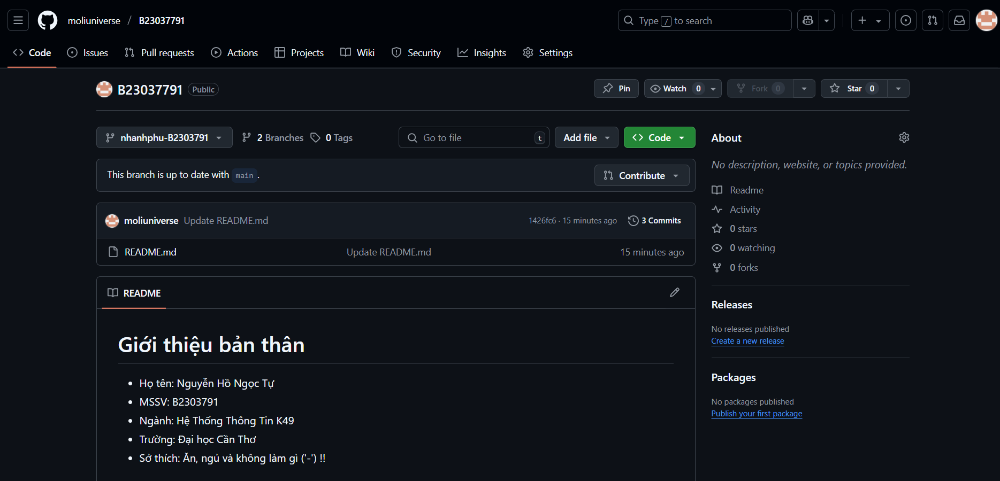 moliuniverse / B23037791
Type / to search
Code Issues Pull requests Actions Projects Wiki Security Insights Settings
B23037791 Public
Pin Watch 0 Fork 0 Star 0
nhanhphu-B2303791 2 Branches 0 Tags Go to file t Add file Code
This branch is up to date with main .
Contribute
moliuniverse Update README.md 1426fc6 · 15 minutes ago 3 Commits
README.md Update README.md 15 minutes ago
README
Giới thiệu bản thân
Họ tên: Nguyễn Hồ Ngọc Tự
MSSV: B2303791
Ngành: Hệ Thống Thông Tin K49
Trường: Đại học Cần Thơ
Sở thích: Ăn, ngủ và không làm gì ('-') !!
About
No description, website, or topics provided.
Readme
Activity
0 stars
0 watching
0 forks
Releases
No releases published
Create a new release
Packages
No packages published
Publish your first package